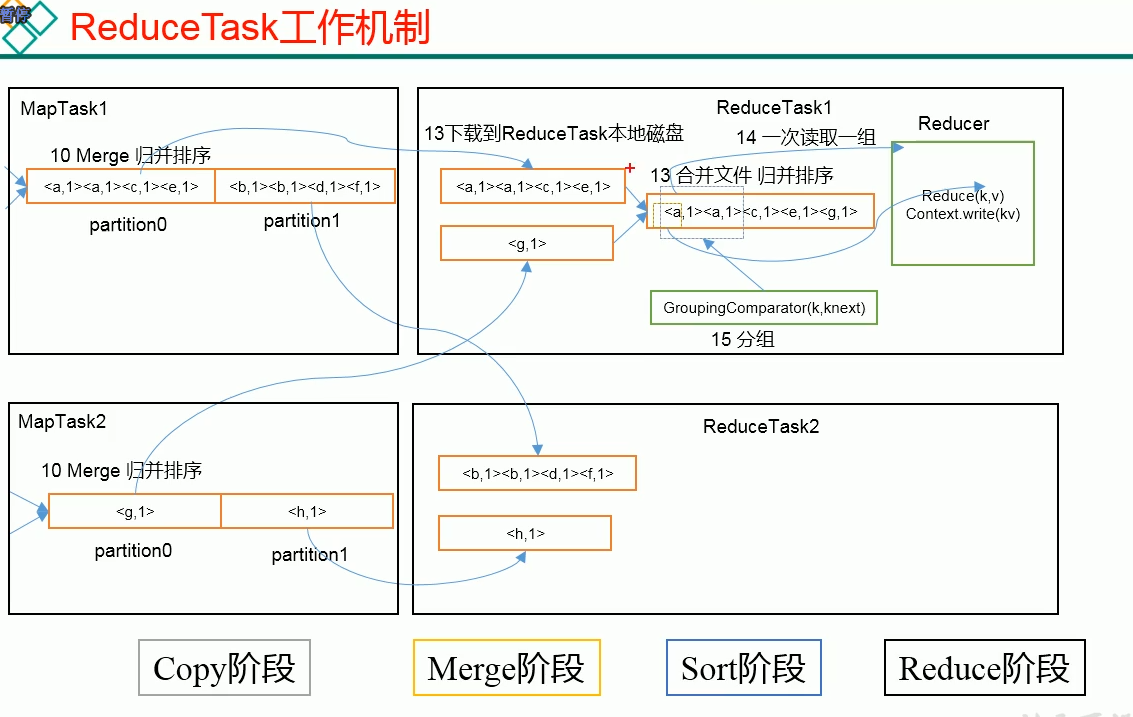 暂停
ReduceTask工作机制
MapTask1
10 Merge 归并排序
<a,1><a,1><c,1><e,1>
<b,1><b,1><d,1><f,1>
partition0
partition1
ReduceTask1
13下载到ReduceTask本地磁盘
14 一次读取一组
Reducer
<a,1><a,1><c,1><e,1>
13 合并文件 归并排序
<a,1><a,1><c,1><e,1><g,1>
Reduce(k,v)
Context.write(kv)
<g,1>
GroupingComparator(k,knext)
15 分组
MapTask2
10 Merge 归并排序
<g,1>
<h,1>
partition0
partition1
ReduceTask2
<b,1><b,1><d,1><f,1>
<h,1>
Copy阶段
Merge阶段
Sort阶段
Reduce阶段